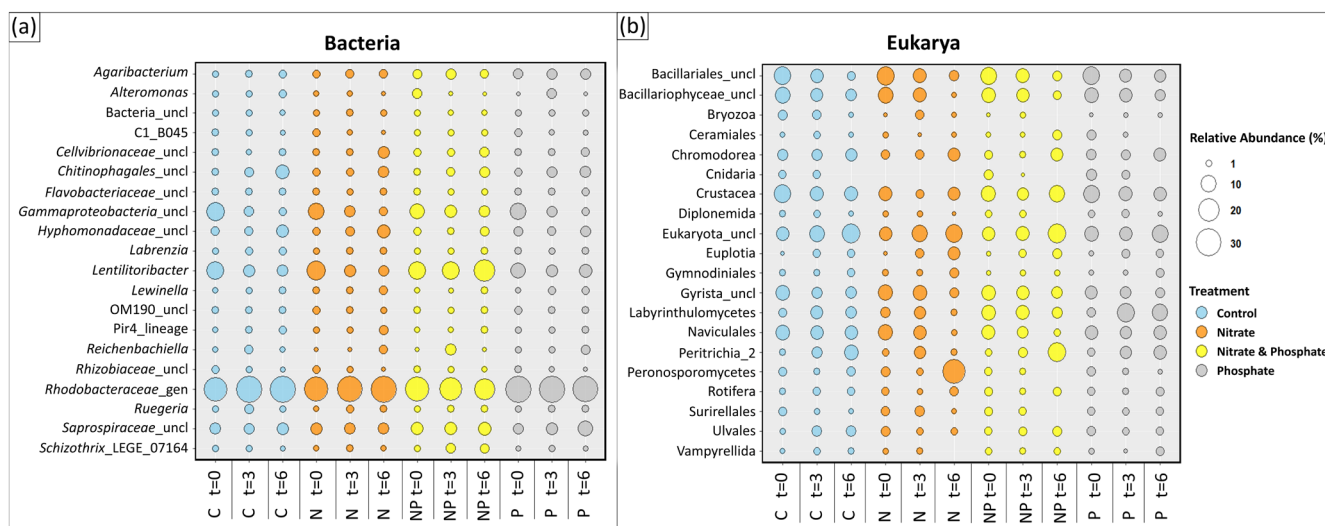 (a)
Bacteria
Agaribacterium
Alteromonas
Bacteria_uncl
C1_B045
Cellvibrionaceae_uncl
Chitinophagales_uncl
Flavobacteriaceae_uncl
Gammaproteobacteria_uncl
Hyphomonadaceae_uncl
Labrenzia
Lentilitoribacter
Lewinella
OM190_uncl
Pir4_lineage
Reichenbachiella
Rhizobiaceae_uncl
Rhodobacteraceae_gen
Ruegeria
Saprospiraceae_uncl
Schizothrix_LEGE_07164
C t=0
C t=3
C t=6
N t=0
N t=3
N t=6
NP t=0
NP t=3
NP t=6
P t=0
P t=3
P t=6
(b)
Eukarya
Bacillariales_uncl
Bacillariophyceae_uncl
Bryozoa
Ceramiales
Chromodorea
Cnidaria
Crustacea
Diplonemida
Eukaryota_uncl
Euplotia
Gymnodiniales
Gyrista_uncl
Labyrinthulomycetes
Naviculales
Peritrichia_2
Peronosporomycetes
Rotifera
Surirellales
Ulvales
Vampyrellida
C t=0
C t=3
C t=6
N t=0
N t=3
N t=6
NP t=0
NP t=3
NP t=6
P t=0
P t=3
P t=6
Relative Abundance (%)
1
10
20
30
Treatment
Control
Nitrate
Nitrate & Phosphate
Phosphate